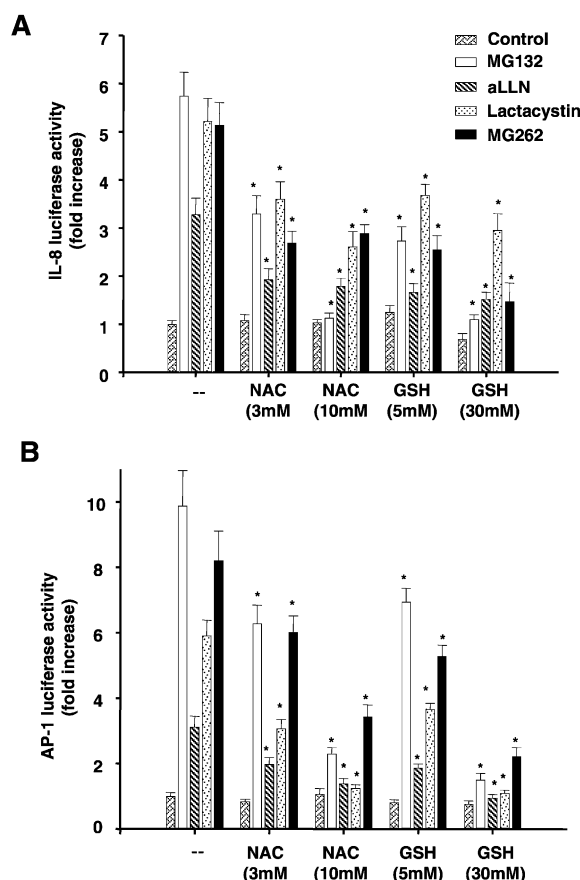 A
7
6
5
4
3
2
1
0
IL-8 luciferase activity
(fold increase)
Control
MG132
aLLN
Lactacystin
MG262
* * * *
* * * *
* * * *
* * * *
-- NAC NAC GSH GSH
(3mM (10mM (5mM) (30mM)
B
10
8
6
4
2
0
AP-1 luciferase activity
(fold increase)
* * * *
* * * *
* * * *
* * * *
-- NAC NAC GSH GSH
(3mM (10mM (5mM) (30mM)